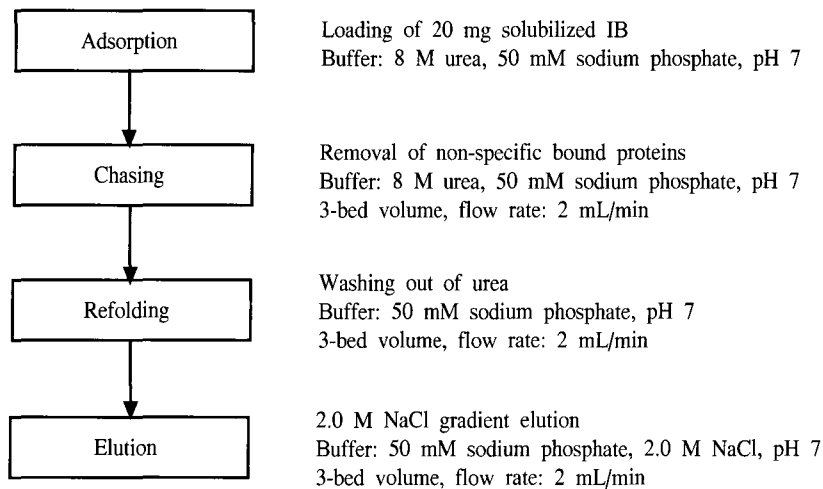 Adsorption
Loading of 20 mg solubilized IB
Buffer: 8 M urea, 50 mM sodium phosphate, pH 7
Chasing
Removal of non-specific bound proteins
Buffer: 8 M urea, 50 mM sodium phosphate, pH 7
3-bed volume, flow rate: 2 mL/min
Refolding
Washing out of urea
Buffer: 50 mM sodium phosphate, pH 7
3-bed volume, flow rate: 2 mL/min
Elution
2.0 M NaCl gradient elution
Buffer: 50 mM sodium phosphate, 2.0 M NaCl, pH 7
3-bed volume, flow rate: 2 mL/min